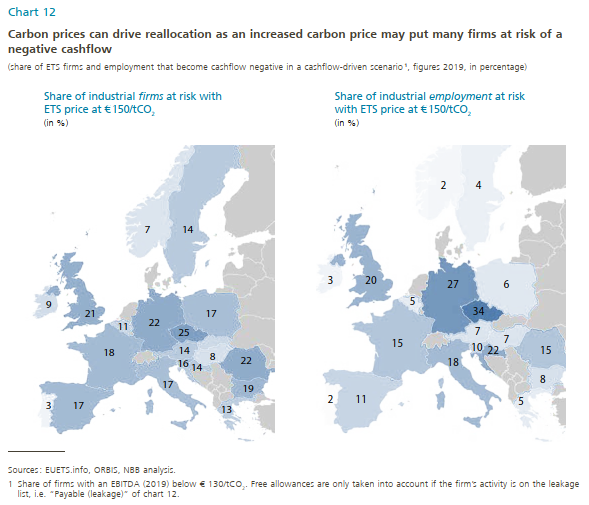 Chart 12
Carbon prices can drive reallocation as an increased carbon price may put many firms at risk of a
negative cashflow
(share of ETS firms and employment that become cashflow negative in a cashflow-driven scenario¹, figures 2019, in percentage)
Share of industrial firms at risk with
ETS price at €150/tCO₂
(in %)
7
14
9
21
11
22
17
25
18
14
8
16
14
22
17
19
3
17
13
Share of industrial employment at risk
with ETS price at €150/tCO₂
(in %)
2
4
3
20
5
27
6
34
7
15
10
22
7
15
18
8
2
11
5
Sources: EUETS.info, ORBIS, NBB analysis.
1 Share of firms with an EBITDA (2019) below € 130/tCO₂. Free allowances are only taken into account if the firm's activity is on the leakage
list, i.e. “Payable (leakage)” of chart 12.